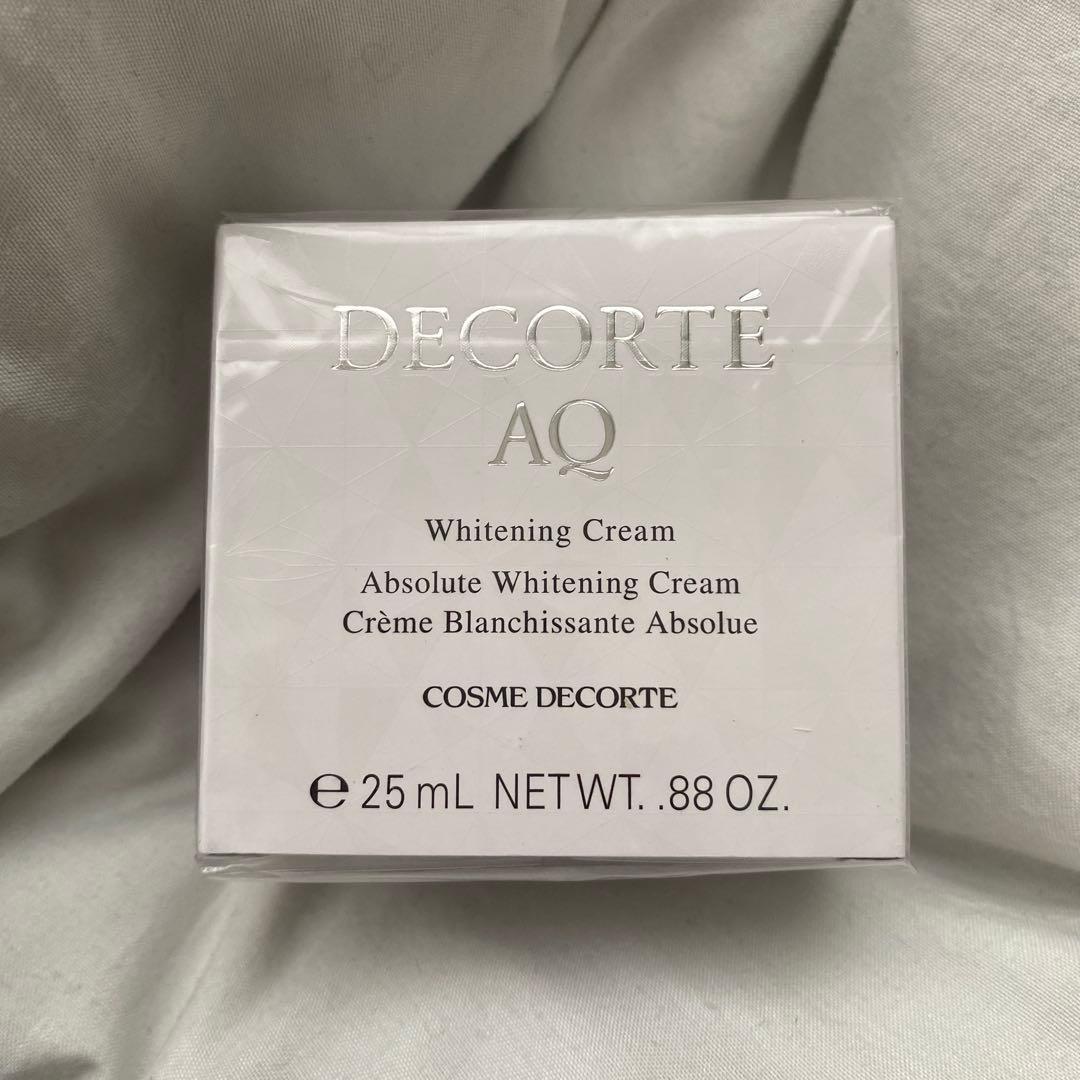 DECORTÉ
AQ
Whitening Cream
Absolute Whitening Cream
Crème Blanchissante Absolue
COSME DECORTE
℮ 25 mL NET WT. .88 OZ.